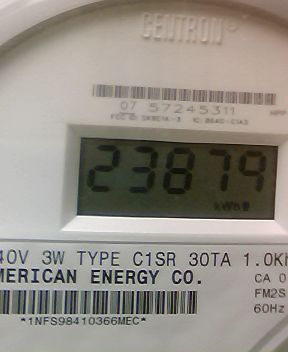 CENTRON
07 57245311
23879
kWh
40V 3W TYPE C1SR 30TA 1.0K
MERICAN ENERGY CO.
CA 0
FM2S
60Hz
*1NFS98410366MEC*